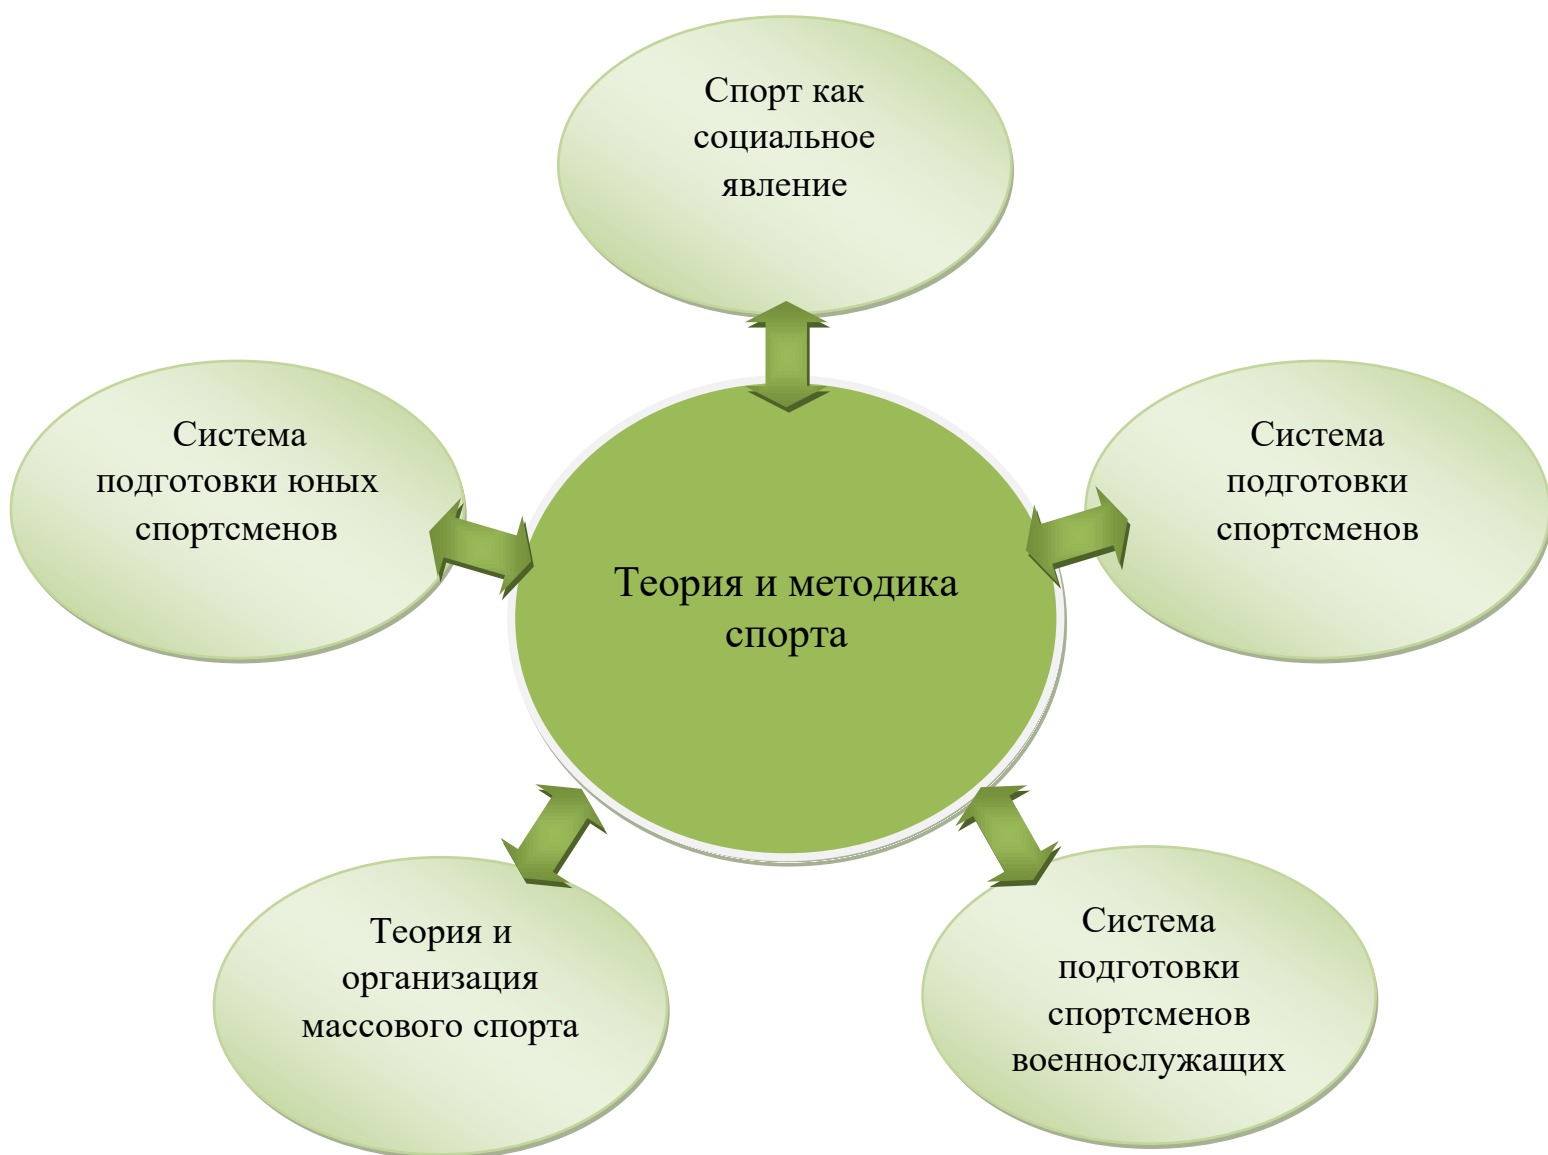 Спорт как
социальное
явление
Система
подготовки юных
спортсменов
Система
подготовки
спортсменов
Теория и методика
спорта
Теория и
организация
массового спорта
Система
подготовки
спортсменов
военнослужащих